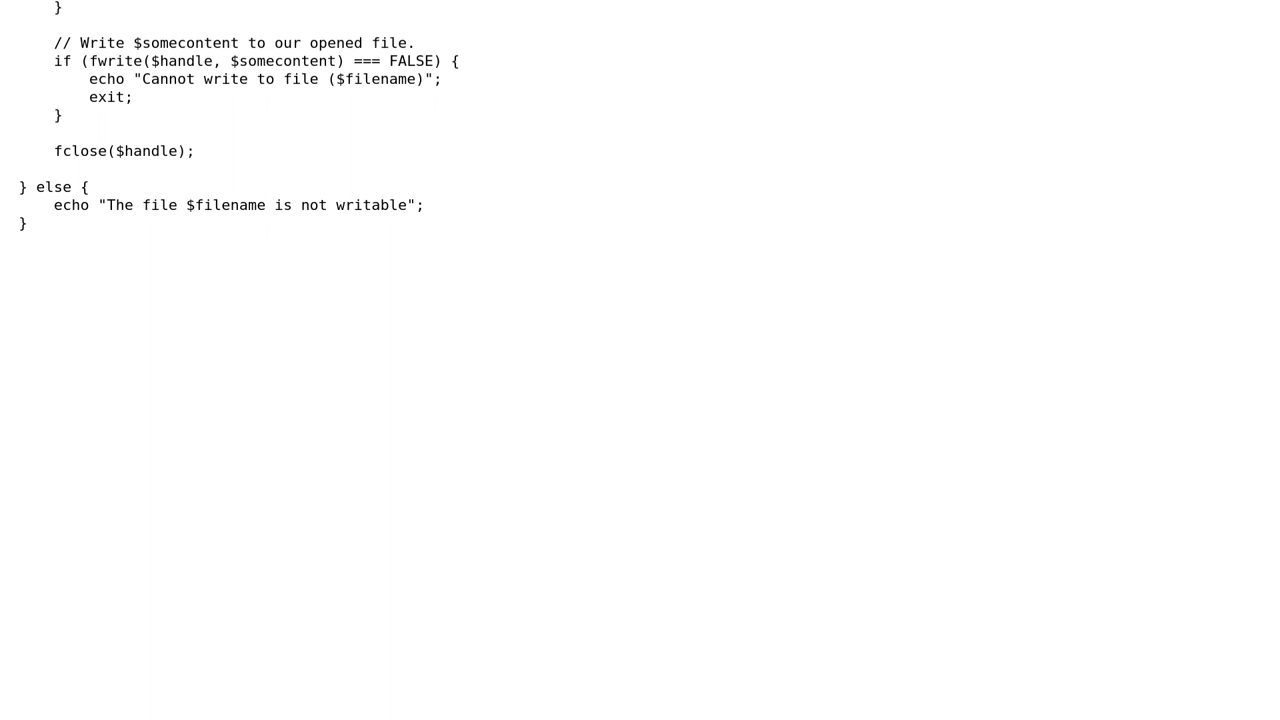 }

    // Write $somecontent to our opened file.
    if (fwrite($handle, $somecontent) === FALSE) {
        echo "Cannot write to file ($filename)";
        exit;
    }

    fclose($handle);

} else {
    echo "The file $filename is not writable";
}